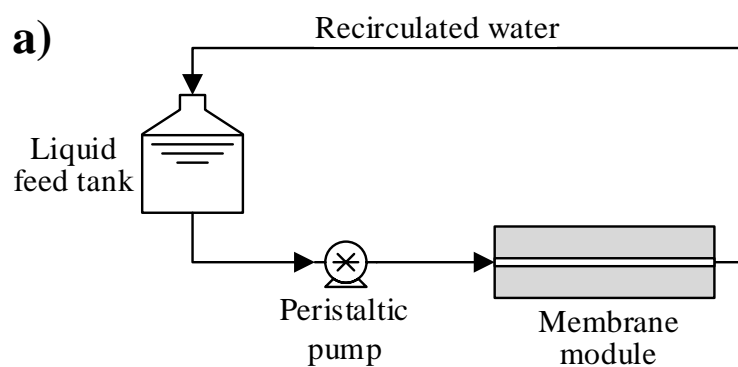 a)
Recirculated water
Liquid
feed tank
Peristaltic
pump
Membrane
module